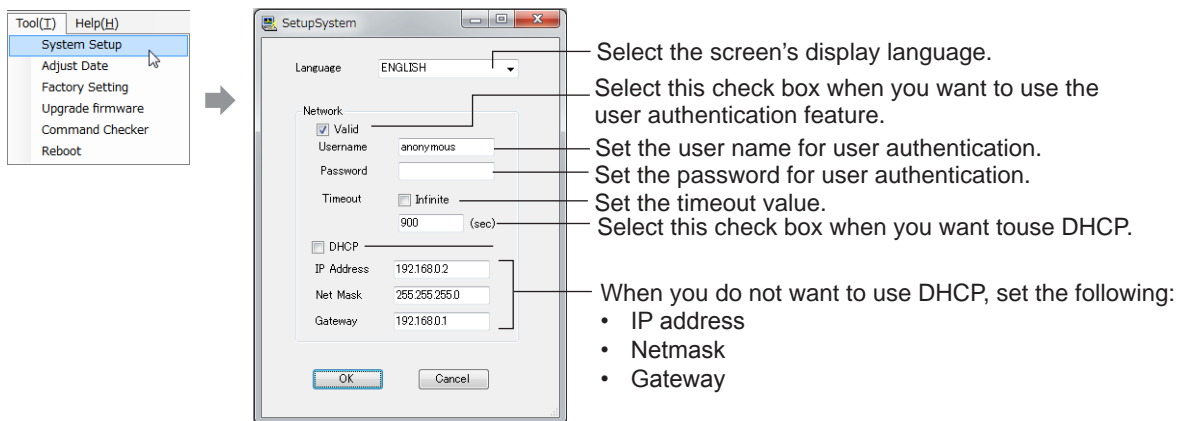 Tool(T) Help(H)
System Setup
Adjust Date
Factory Setting
Upgrade firmware
Command Checker
Reboot
SetupSystem
Language ENGLISH
Network
Valid
Username anonymous
Password
Timeout Infinite
900 (sec)
DHCP
IP Address 192.168.0.2
Net Mask 255.255.255.0
Gateway 192.168.0.1
OK Cancel
Select the screen's display language.
Select this check box when you want to use the
user authentication feature.
Set the user name for user authentication.
Set the password for user authentication.
Set the timeout value.
Select this check box when you want touse DHCP.
When you do not want to use DHCP, set the following:
• IP address
• Netmask
• Gateway